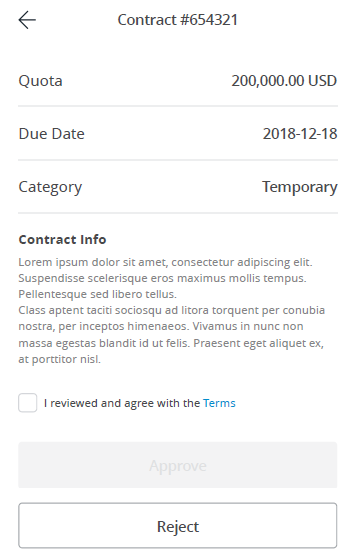 Contract #654321
Quota 200,000.00 USD
Due Date 2018-12-18
Category Temporary
Contract Info
Lorem ipsum dolor sit amet, consectetur adipiscing elit.
Suspendisse scelerisque eros maximus mollis tempus.
Pellentesque sed libero tellus.
Class aptent taciti sociosqu ad litora torquent per conubia
nostra, per inceptos himenaeos. Vivamus in nunc non
massa egestas blandit id ut felis. Praesent eget aliquet ex,
at porttitor nisl.
I reviewed and agree with the Terms
Approve
Reject